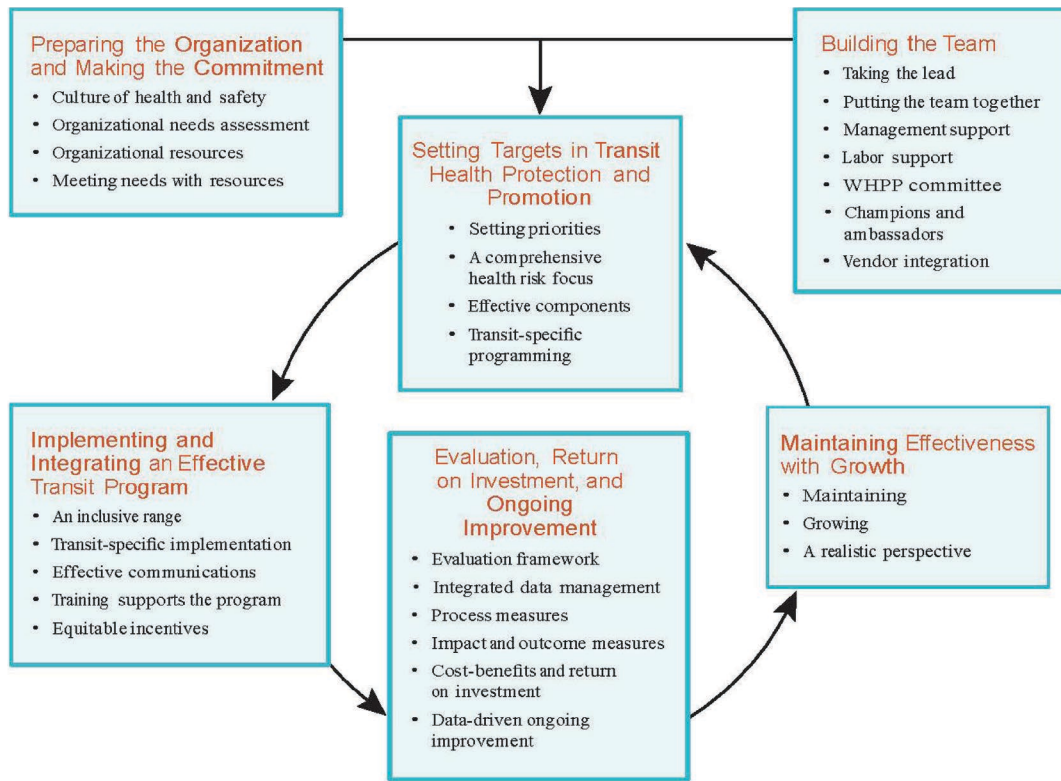 Preparing the Organization
and Making the Commitment
• Culture of health and safety
• Organizational needs assessment
• Organizational resources
• Meeting needs with resources
Building the Team
• Taking the lead
• Putting the team together
• Management support
• Labor support
• WHPP committee
• Champions and
ambassadors
• Vendor integration
Setting Targets in Transit
Health Protection and
Promotion
• Setting priorities
• A comprehensive
health risk focus
• Effective components
• Transit-specific
programming
Implementing and
Integrating an Effective
Transit Program
• An inclusive range
• Transit-specific implementation
• Effective communications
• Training supports the program
• Equitable incentives
Evaluation, Return
on Investment, and
Ongoing
Improvement
• Evaluation framework
• Integrated data management
• Process measures
• Impact and outcome measures
• Cost-benefits and return
on investment
• Data-driven ongoing
improvement
Maintaining Effectiveness
with Growth
• Maintaining
• Growing
• A realistic perspective